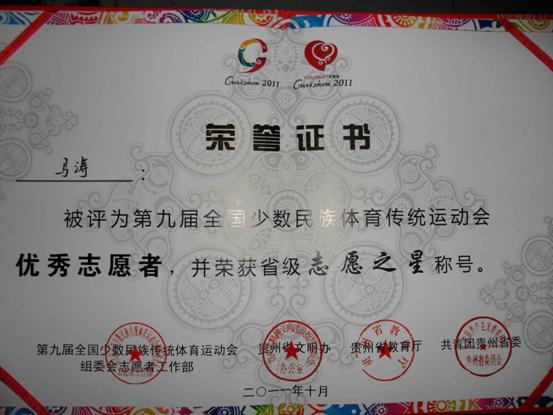 Guizhou 2011
Guizhou 2011
荣誉证书
马涛：
被评为第九届全国少数民族体育传统运动会
优秀志愿者，并荣获省级志愿之星称号。
第九届全国少数民族传统体育运动会 贵州省文明办 贵州省教育厅 共青团贵州省委
组委会志愿者工作部
二〇一一年十月